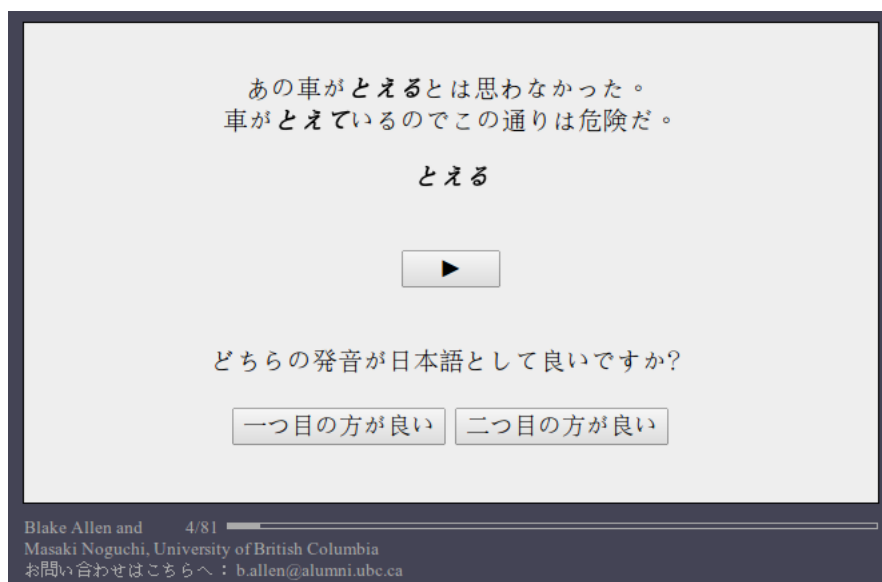 あの車がとえるとは思わなかった。
車がとえているのでこの通りは危険だ。
とえる
▶
どちらの発音が日本語として良いですか?
一つ目の方が良い 二つ目の方が良い
Blake Allen and 4/81
Masaki Noguchi, University of British Columbia
お問い合わせはこちらへ：b.allen@alumni.ubc.ca